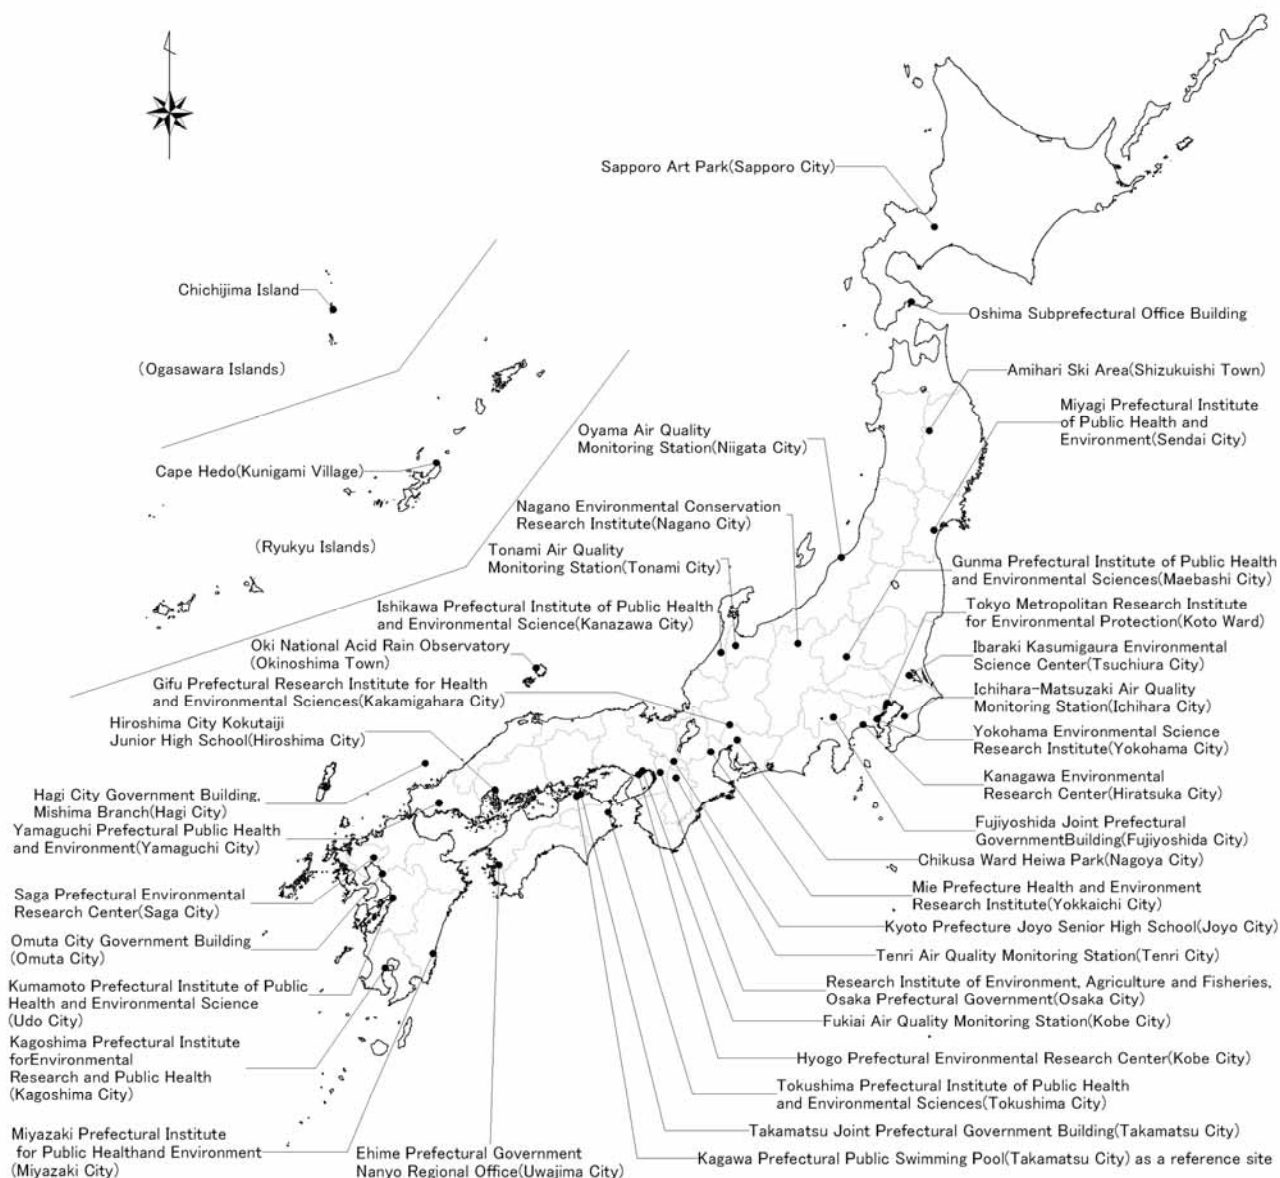 Sapporo Art Park(Sapporo City)
Chichijima Island
Oshima Subprefectural Office Building
(Ogasawara Islands)
Amihari Ski Area(Shizukuishi Town)
Miyagi Prefectural Institute
of Public Health and
Environment(Sendai City)
Oyama Air Quality
Monitoring Station(Niigata City)
Cape Hedo(Kunigami Village)
Nagano Environmental Conservation
Research Institute(Nagano City)
(Ryukyu Islands)
Tonami Air Quality
Monitoring Station(Tonami City)
Gunma Prefectural Institute of Public Health
and Environmental Sciences(Maebashi City)
Ishikawa Prefectural Institute of Public Health
and Environmental Science(Kanazawa City)
Tokyo Metropolitan Research Institute
for Environmental Protection(Koto Ward)
Oki National Acid Rain Observatory
(Okinoshima Town)
Ibaraki Kasumigaura Environmental
Science Center(Tsuchiura City)
Gifu Prefectural Research Institute for Health
and Environmental Sciences(Kakamigahara City)
Ichihara-Matsuzaki Air Quality
Monitoring Station(Ichihara City)
Hiroshima City Kokutaiji
Junior High School(Hiroshima City)
Yokohama Environmental Science
Research Institute(Yokohama City)
Kanagawa Environmental
Research Center(Hiratsuka City)
Hagi City Government Building,
Mishima Branch(Hagi City)
Fujiyoshida Joint Prefectural
GovernmentBuilding(Fujiyoshida City)
Yamaguchi Prefectural Public Health
and Environment(Yamaguchi City)
Chikusa Ward Heiwa Park(Nagoya City)
Saga Prefectural Environmental
Research Center(Saga City)
Mie Prefecture Health and Environment
Research Institute(Yokkaichi City)
Kyoto Prefecture Joyo Senior High School(Joyo City)
Omuta City Government Building
(Omuta City)
Tenri Air Quality Monitoring Station(Tenri City)
Kumamoto Prefectural Institute of Public
Health and Environmental Science
(Udo City)
Research Institute of Environment, Agriculture and Fisheries,
Osaka Prefectural Government(Osaka City)
Fukiai Air Quality Monitoring Station(Kobe City)
Kagoshima Prefectural Institute
forEnvironmental
Research and Public Health
(Kagoshima City)
Hyogo Prefectural Environmental Research Center(Kobe City)
Tokushima Prefectural Institute of Public Health
and Environmental Sciences(Tokushima City)
Miyazaki Prefectural Institute
for Public Healthand Environment
(Miyazaki City)
Takamatsu Joint Prefectural Government Building(Takamatsu City)
Ehime Prefectural Government
Nanyo Regional Office(Uwajima City)
Kagawa Prefectural Public Swimming Pool(Takamatsu City) as a reference site